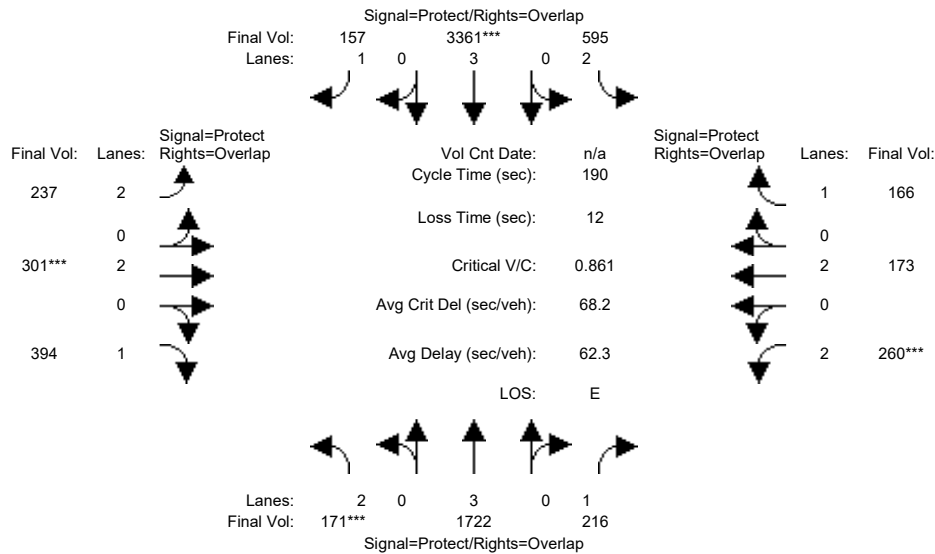 Signal=Protect/Rights=Overlap
Final Vol: 157 3361*** 595
Lanes: 1 0 3 0 2
Signal=Protect Signal=Protect
Final Vol: Lanes: Rights=Overlap Vol Cnt Date: n/a Rights=Overlap Lanes: Final Vol:
Cycle Time (sec): 190
237 2 1 166
Loss Time (sec): 12
0 0
301*** 2 Critical V/C: 0.861 2 173
0 Avg Crit Del (sec/veh): 68.2 0
394 1 Avg Delay (sec/veh): 62.3 2 260***
LOS: E
Lanes: 2 0 3 0 1
Final Vol: 171*** 1722 216
Signal=Protect/Rights=Overlap